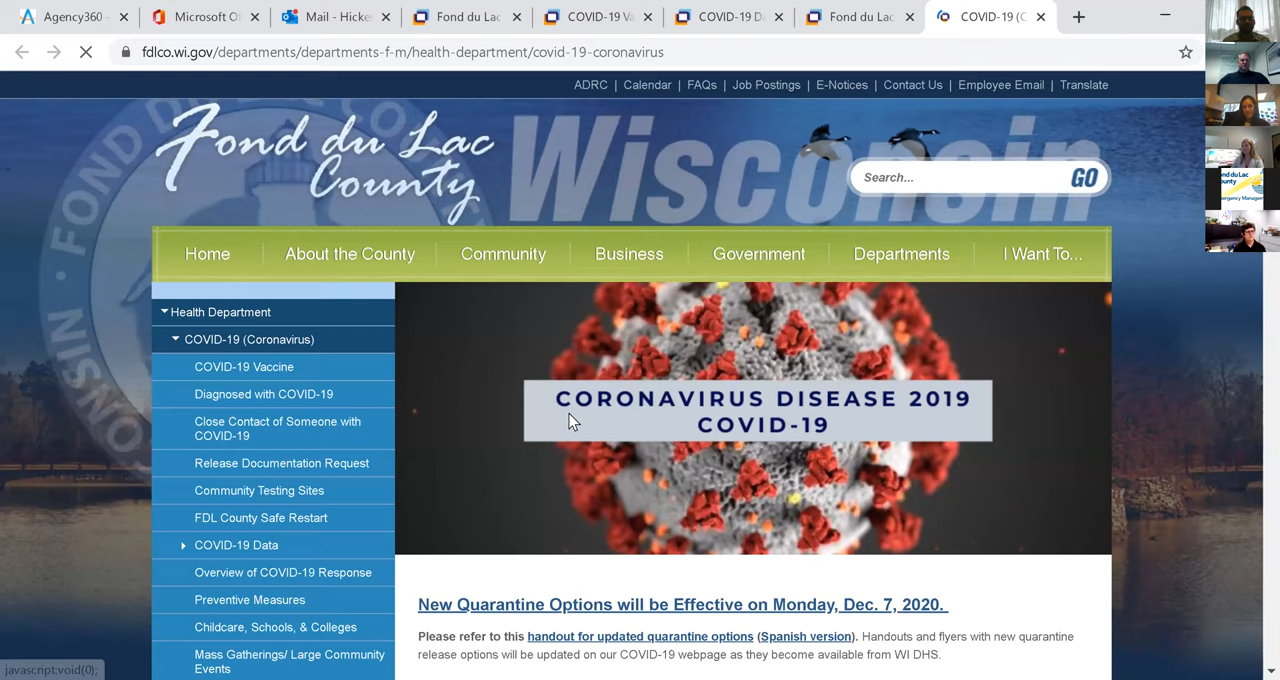 Agency360
Microsoft O
Mail - Hicke
Fond du Lac
COVID-19 Va
COVID-19 D
Fond du Lac
COVID-19 (C
fdlco.wi.gov/departments/departments-f-m/health-department/covid-19-coronavirus
ADRC | Calendar | FAQs | Job Postings | E-Notices | Contact Us | Employee Email | Translate
Fond du Lac
County
Wisconsin
Search...
GO
Home
About the County
Community
Business
Government
Departments
I Want To...
Health Department
COVID-19 (Coronavirus)
COVID-19 Vaccine
Diagnosed with COVID-19
Close Contact of Someone with
COVID-19
Release Documentation Request
Community Testing Sites
FDL County Safe Restart
COVID-19 Data
Overview of COVID-19 Response
Preventive Measures
Childcare, Schools, & Colleges
Mass Gatherings/ Large Community
Events
CORONAVIRUS DISEASE 2019
COVID-19
New Quarantine Options will be Effective on Monday, Dec. 7, 2020.
Please refer to this handout for updated quarantine options (Spanish version). Handouts and flyers with new quarantine
release options will be updated on our COVID-19 webpage as they become available from WI DHS.
javascript:void(0);